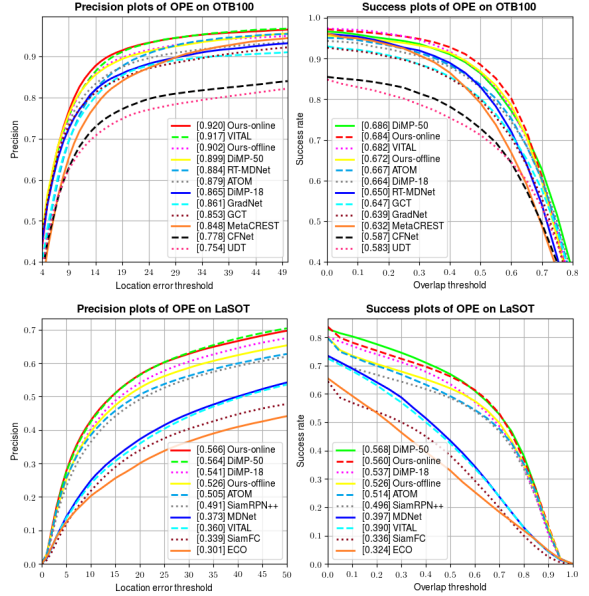 Precision plots of OPE on OTB100
Success plots of OPE on OTB100
0.9
0.8
0.7
0.6
0.5
0.4
Precision
[0.920] Ours-online
[0.917] VITAL
[0.902] Ours-offline
[0.899] DiMP-50
[0.884] RT-MDNet
[0.879] ATOM
[0.865] DiMP-18
[0.861] GradNet
[0.853] GCT
[0.848] MetaCREST
[0.778] CFNet
[0.754] UDT
4 9 14 19 24 29 34 39 44 49
Location error threshold
1.0
0.9
0.8
0.7
0.6
0.5
0.4
Success rate
[0.686] DiMP-50
[0.684] Ours-online
[0.682] VITAL
[0.672] Ours-offline
[0.667] ATOM
[0.664] DiMP-18
[0.650] RT-MDNet
[0.647] GCT
[0.639] GradNet
[0.632] MetaCREST
[0.587] CFNet
[0.583] UDT
0.0 0.1 0.2 0.3 0.4 0.5 0.6 0.7 0.8
Overlap threshold
Precision plots of OPE on LaSOT
Success plots of OPE on LaSOT
0.7
0.6
0.5
0.4
0.3
0.2
0.1
0.0
Precision
[0.566] Ours-online
[0.564] DiMP-50
[0.541] DiMP-18
[0.526] Ours-offline
[0.505] ATOM
[0.491] SiamRPN++
[0.373] MDNet
[0.360] VITAL
[0.339] SiamFC
[0.301] ECO
0 5 10 15 20 25 30 35 40 45 50
Location error threshold
0.8
0.7
0.6
0.5
0.4
0.3
0.2
0.1
0.0
Success rate
[0.568] DiMP-50
[0.560] Ours-online
[0.537] DiMP-18
[0.526] Ours-offline
[0.514] ATOM
[0.496] SiamRPN++
[0.397] MDNet
[0.390] VITAL
[0.336] SiamFC
[0.324] ECO
0.0 0.1 0.2 0.3 0.4 0.5 0.6 0.7 0.8 0.9 1.0
Overlap threshold